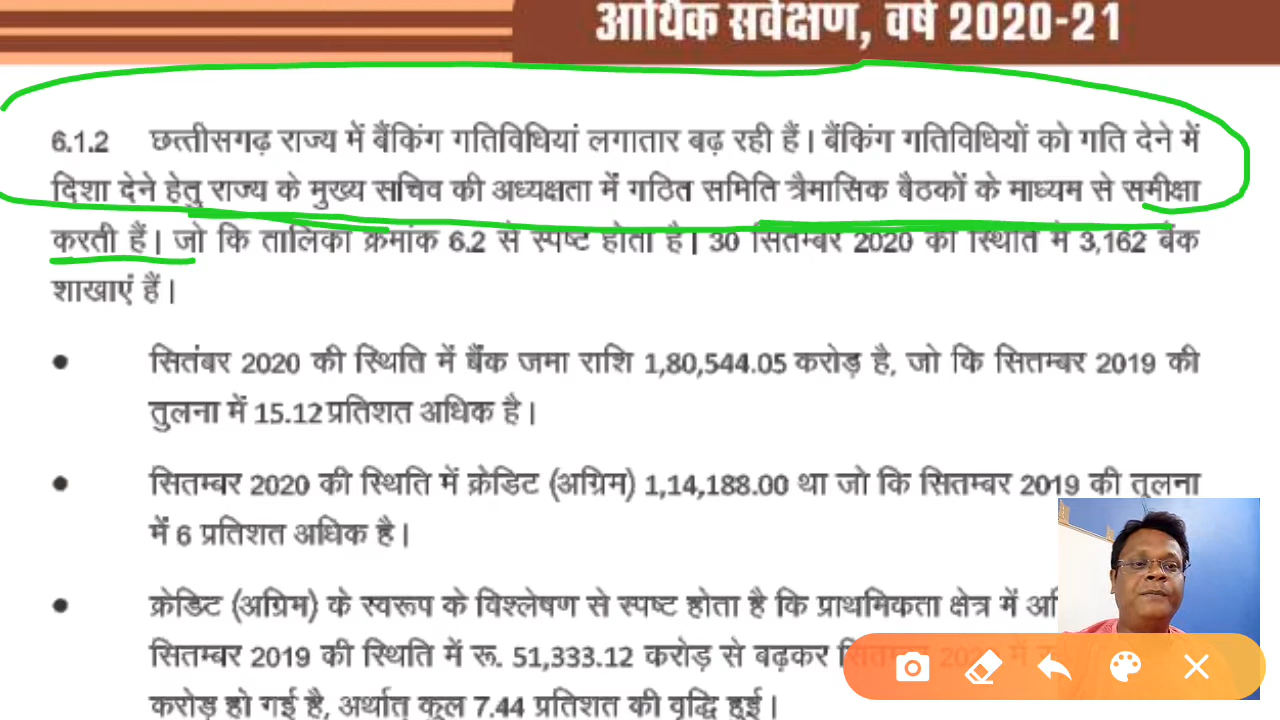 आर्थिक सर्वेक्षण, वर्ष 2020-21
6.1.2 छत्तीसगढ़ राज्य में बैंकिंग गतिविधियां लगातार बढ़ रही हैं। बैंकिंग गतिविधियों को गति देने में
दिशा देने हेतु राज्य के मुख्य सचिव की अध्यक्षता में गठित समिति त्रैमासिक बैठकों के माध्यम से समीक्षा
करती हैं। जो कि तालिका क्रमांक 6.2 से स्पष्ट होता है। 30 सितम्बर 2020 की स्थिति में 3,162 बैंक
शाखाएं हैं।
• सितंबर 2020 की स्थिति में बैंक जमा राशि 1,80,544.05 करोड़ है, जो कि सितम्बर 2019 की
तुलना में 15.12 प्रतिशत अधिक है।
• सितम्बर 2020 की स्थिति में क्रेडिट (अग्रिम) 1,14,188.00 था जो कि सितम्बर 2019 की तुलना
में 6 प्रतिशत अधिक है।
• क्रेडिट (अग्रिम) के स्वरूप के विश्लेषण से स्पष्ट होता है कि प्राथमिकता क्षेत्र में
सितम्बर 2019 की स्थिति में रू. 51,333.12 करोड़ से बढ़कर
करोड़ हो गई है, अर्थात् कुल 7.44 प्रतिशत की वृद्धि हुई।